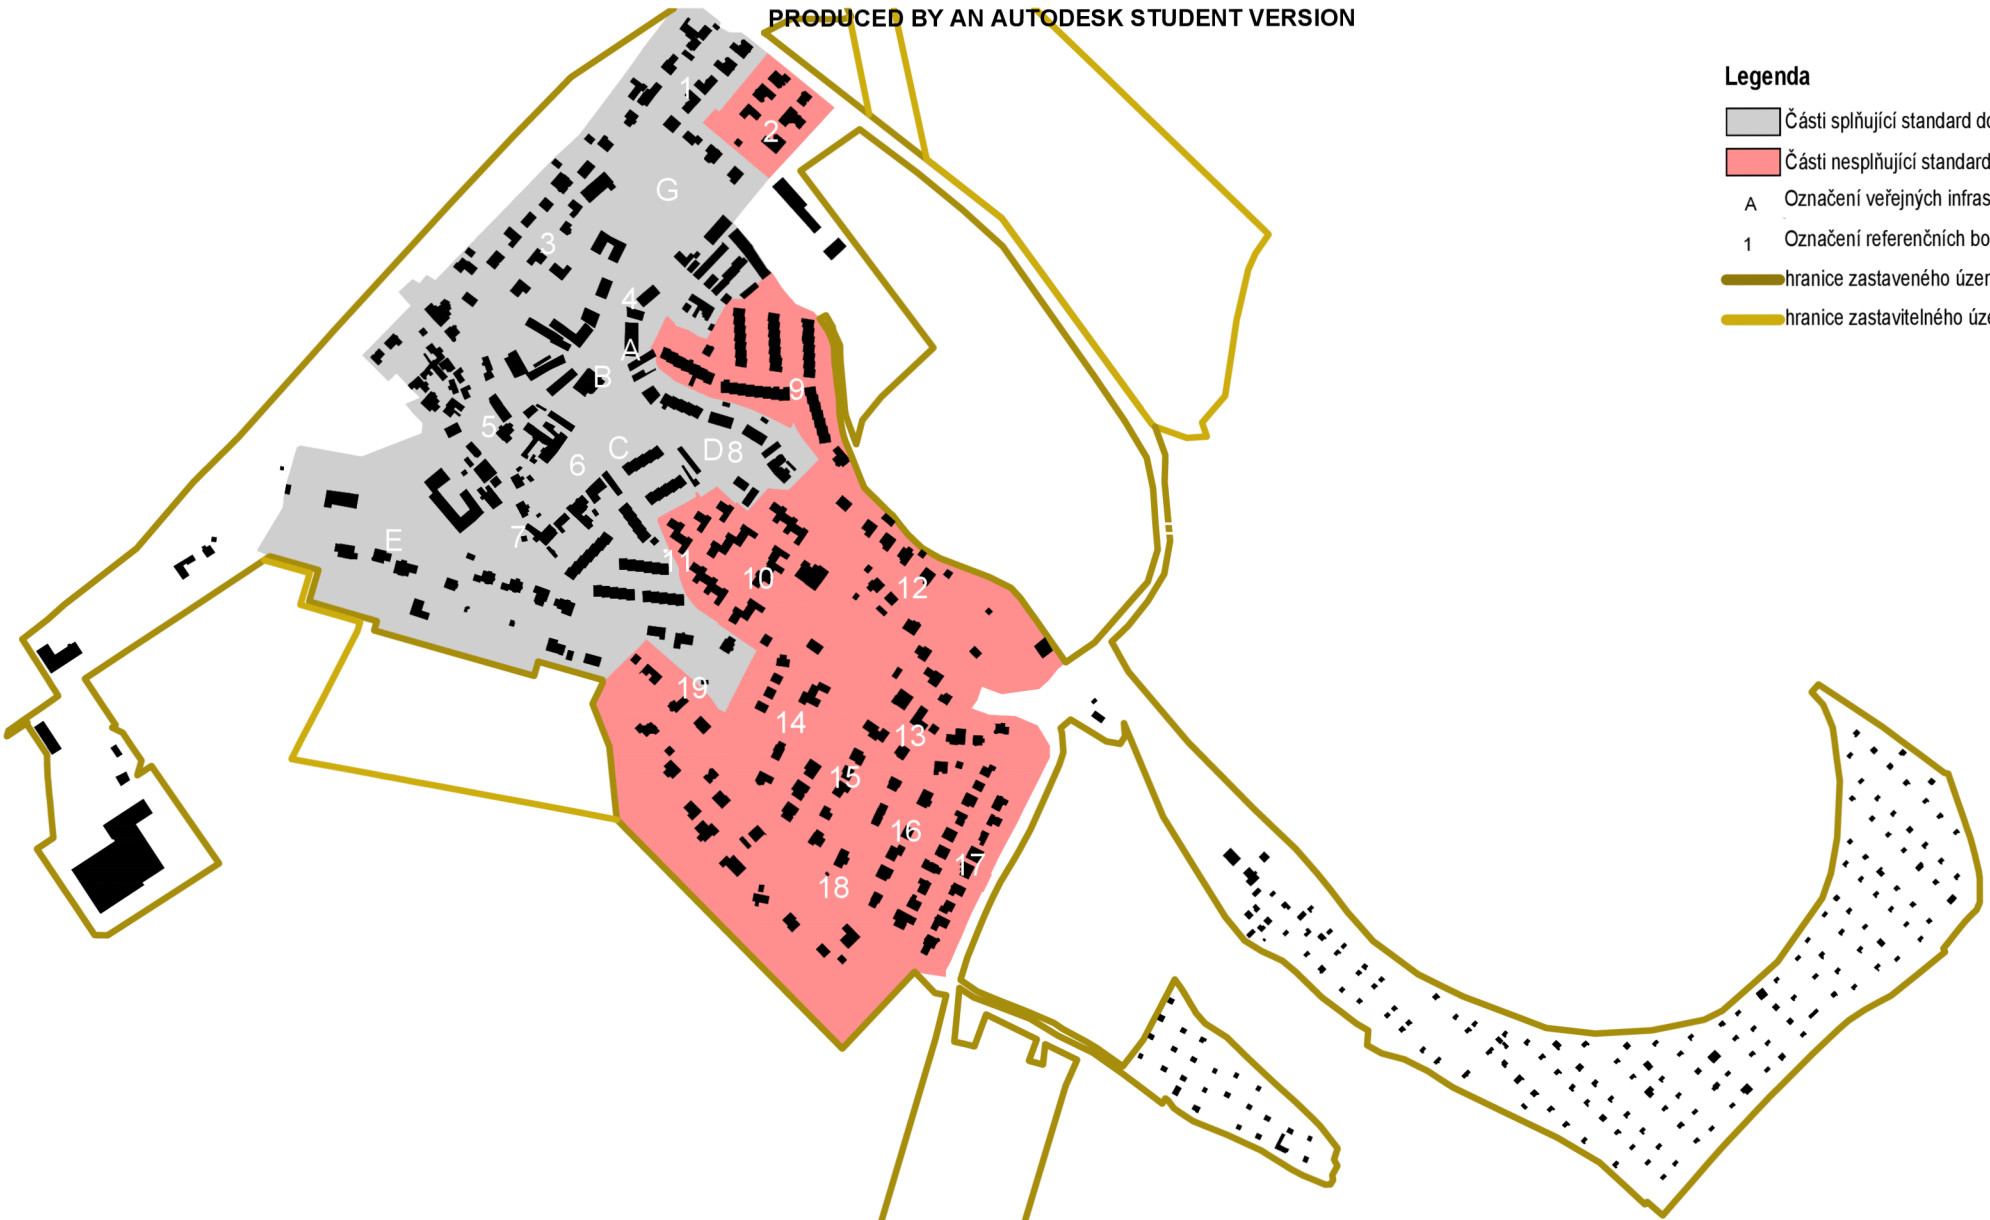 PRODUCED BY AN AUTODESK STUDENT VERSION
Legenda
Části splňující standard do
Části nesplňující standard
A Označení veřejných infras
1 Označení referenčních bo
hranice zastaveného úzer
hranice zastavitelného úze
1
2
G
3
4
A
B
9
5
C
D 8
6
E
7
F
11
10
12
19
14
13
15
16
17
18